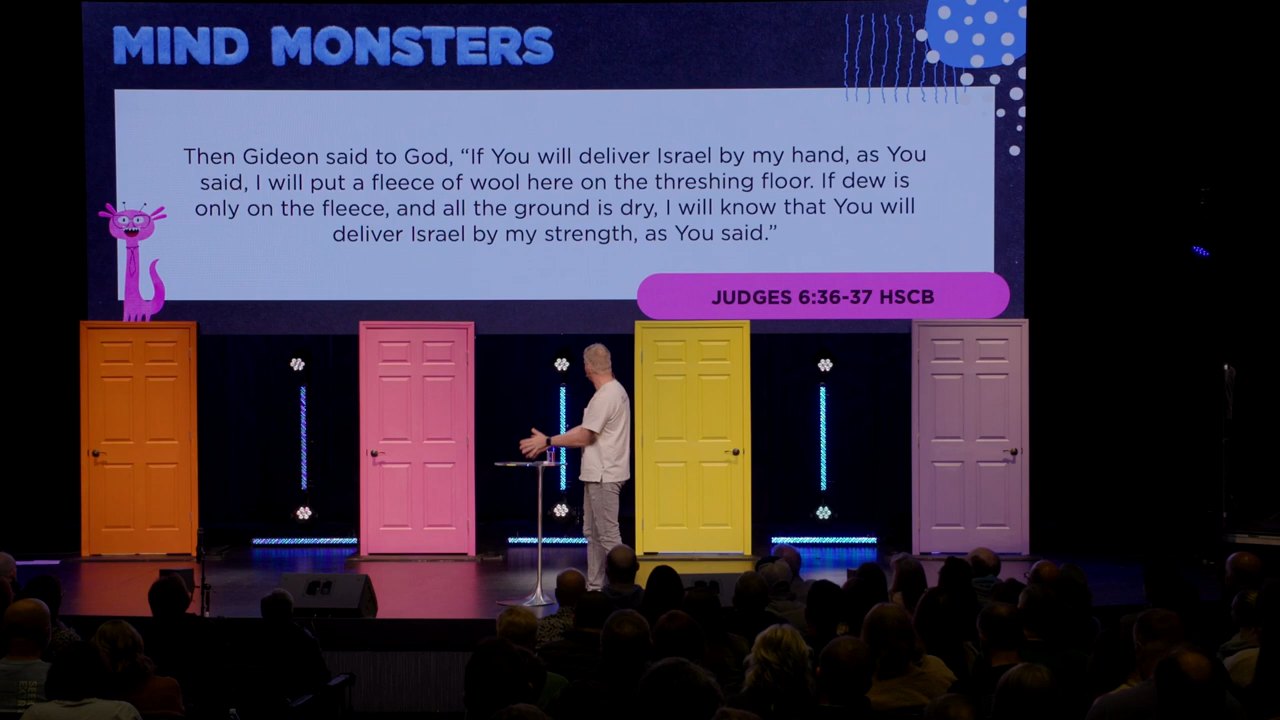 MIND MONSTERS
Then Gideon said to God, “If You will deliver Israel by my hand, as You
said, I will put a fleece of wool here on the threshing floor. If dew is
only on the fleece, and all the ground is dry, I will know that You will
deliver Israel by my strength, as You said.”
JUDGES 6:36-37 HSCB